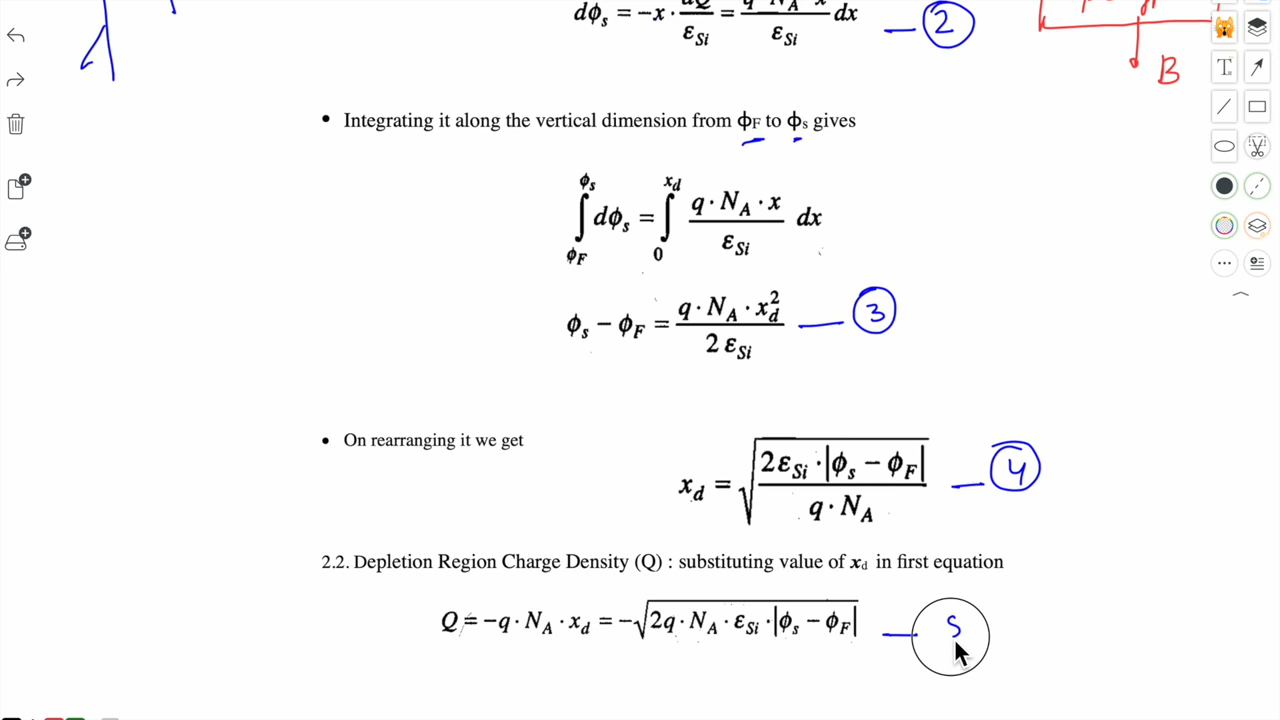 dϕₛ = −x · dQ/ε_Si = q · N_A · x/ε_Si dx — 2
B
• Integrating it along the vertical dimension from ϕF to ϕs gives
∫_{ϕ_F}^{ϕ_s} dϕ_s = ∫_0^{x_d} q · N_A · x/ε_Si dx
ϕ_s − ϕ_F = q · N_A · x_d^2/2 ε_Si — 3
• On rearranging it we get
x_d = √(2ε_Si · |ϕ_s − ϕ_F|/q · N_A) — 4
2.2. Depletion Region Charge Density (Q) : substituting value of x_d in first equation
Q = −q · N_A · x_d = −√(2q · N_A · ε_Si · |ϕ_s − ϕ_F|) — 5